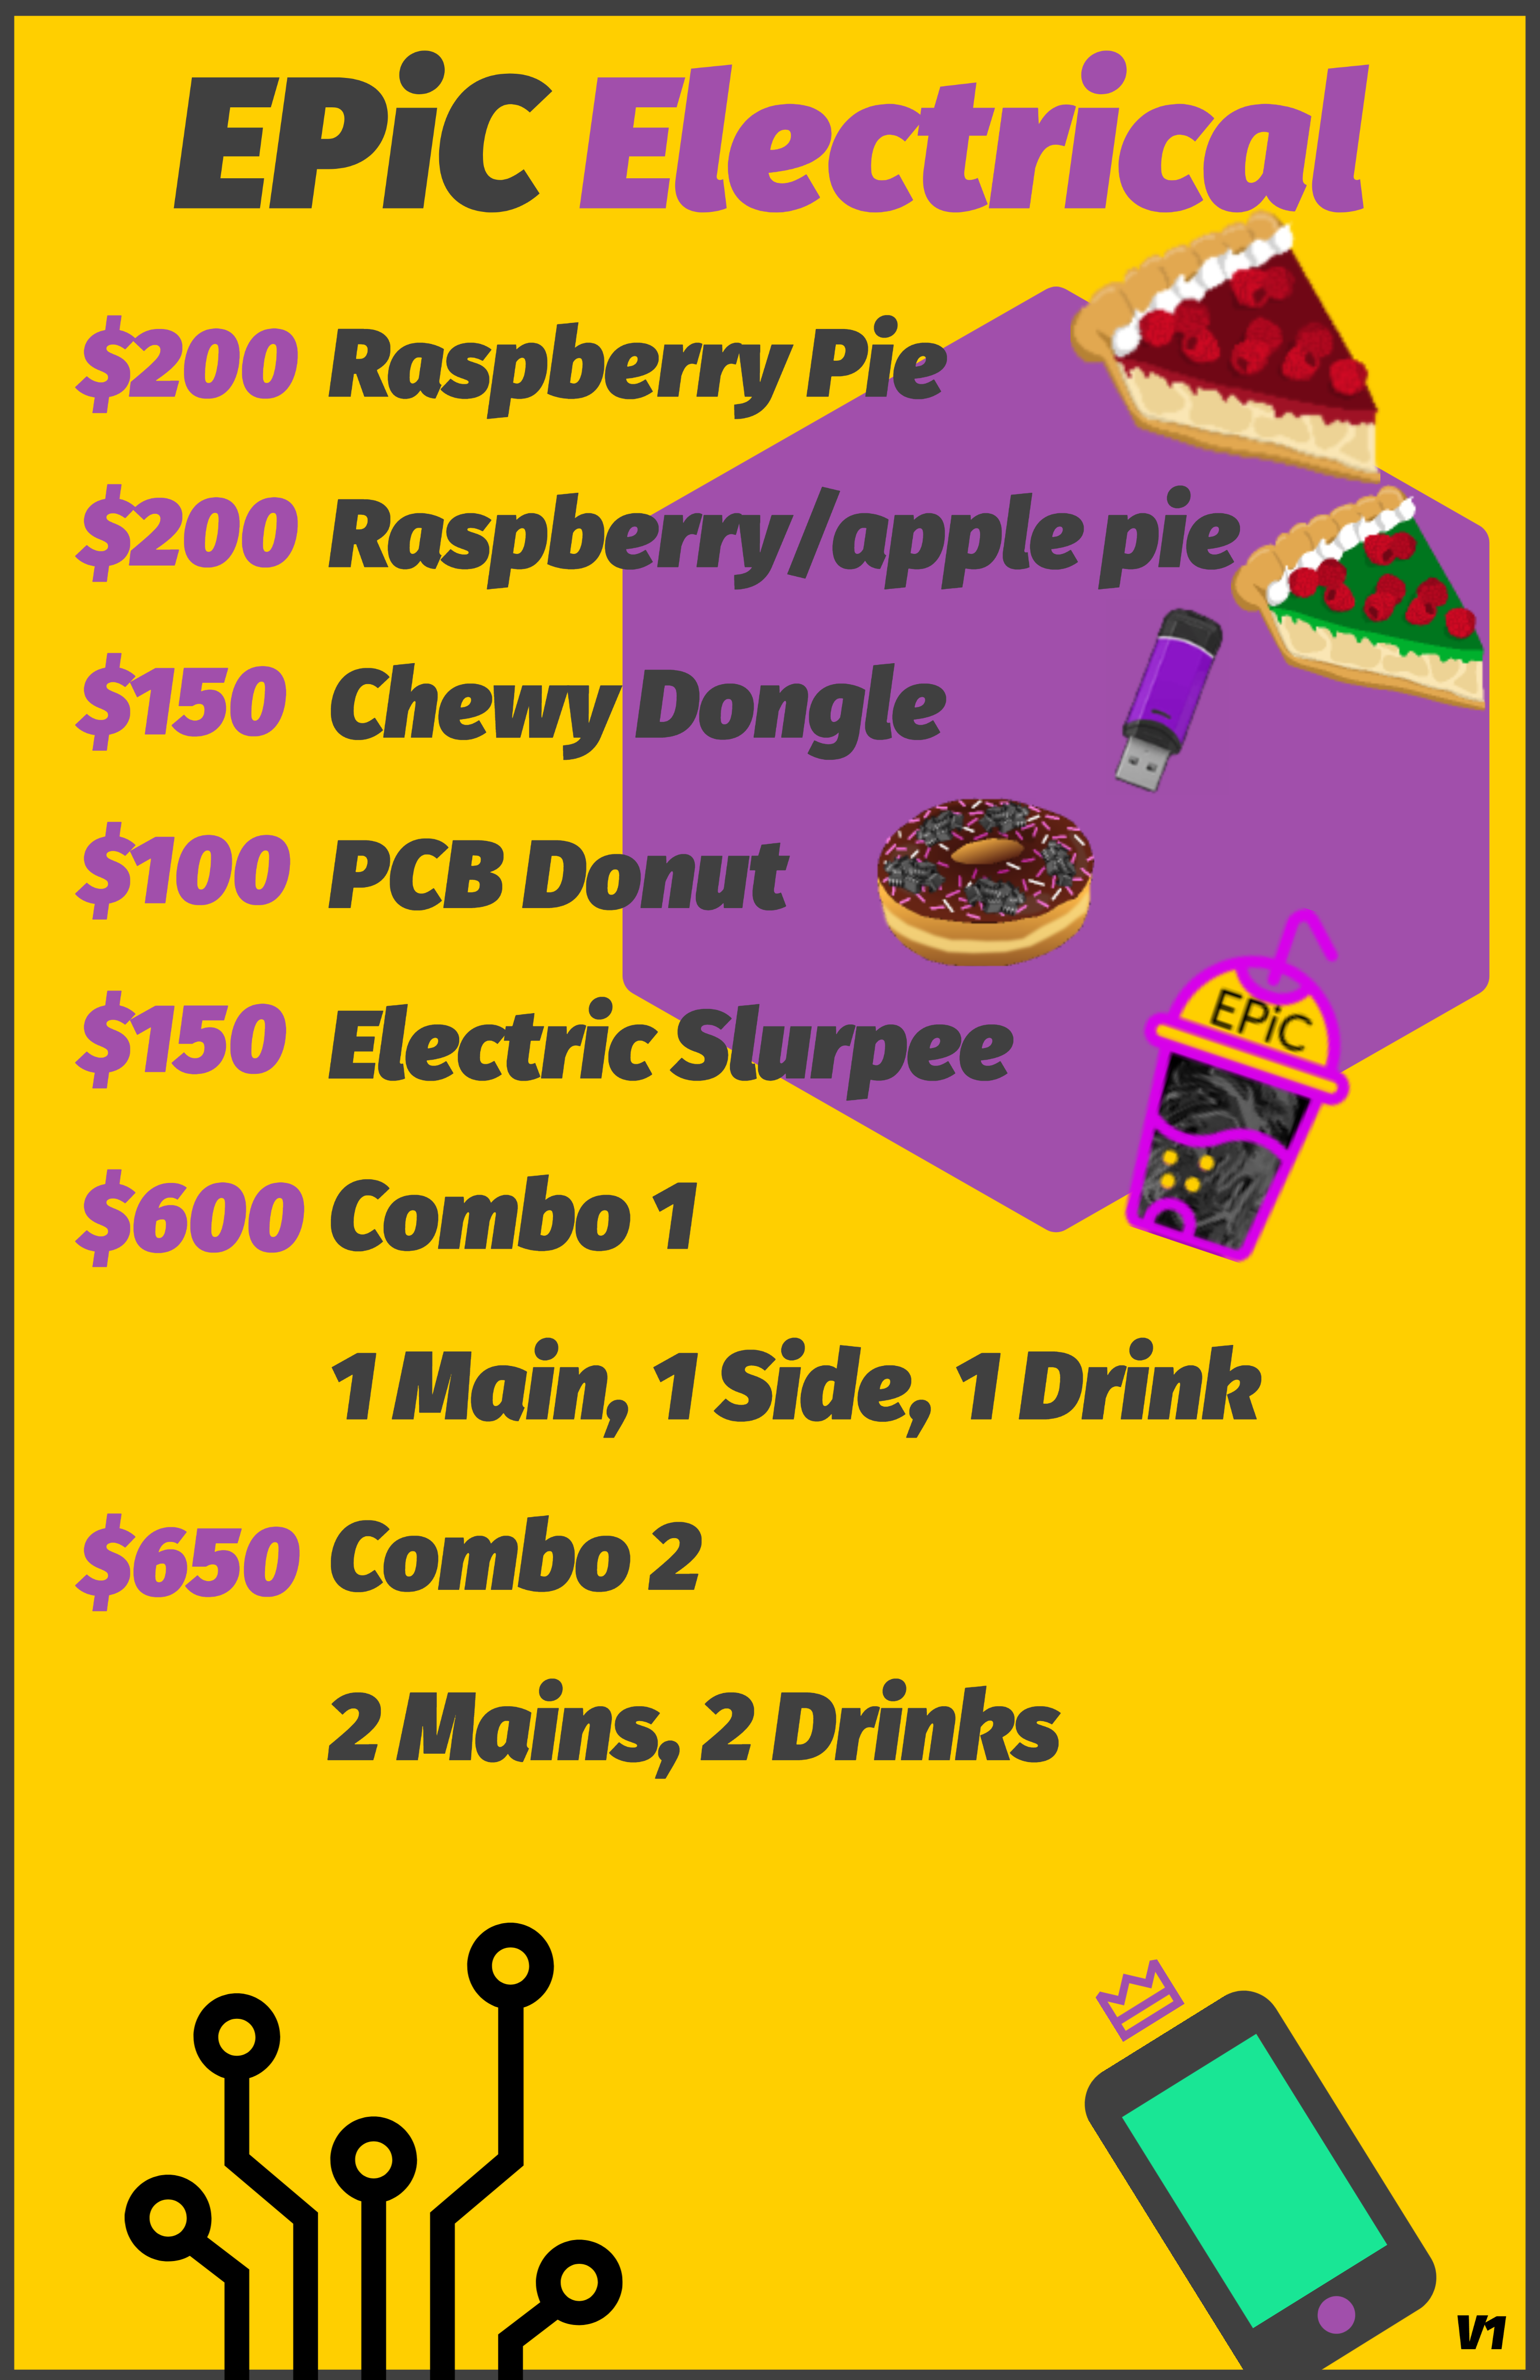 EPiC Electrical
$200 Raspberry Pie
$200 Raspberry/apple pie
$150 Chewy Dongle
$100 PCB Donut
$150 Electric Slurpee
EPiC
$600 Combo 1
1 Main, 1 Side, 1 Drink
$650 Combo 2
2 Mains, 2 Drinks
V1